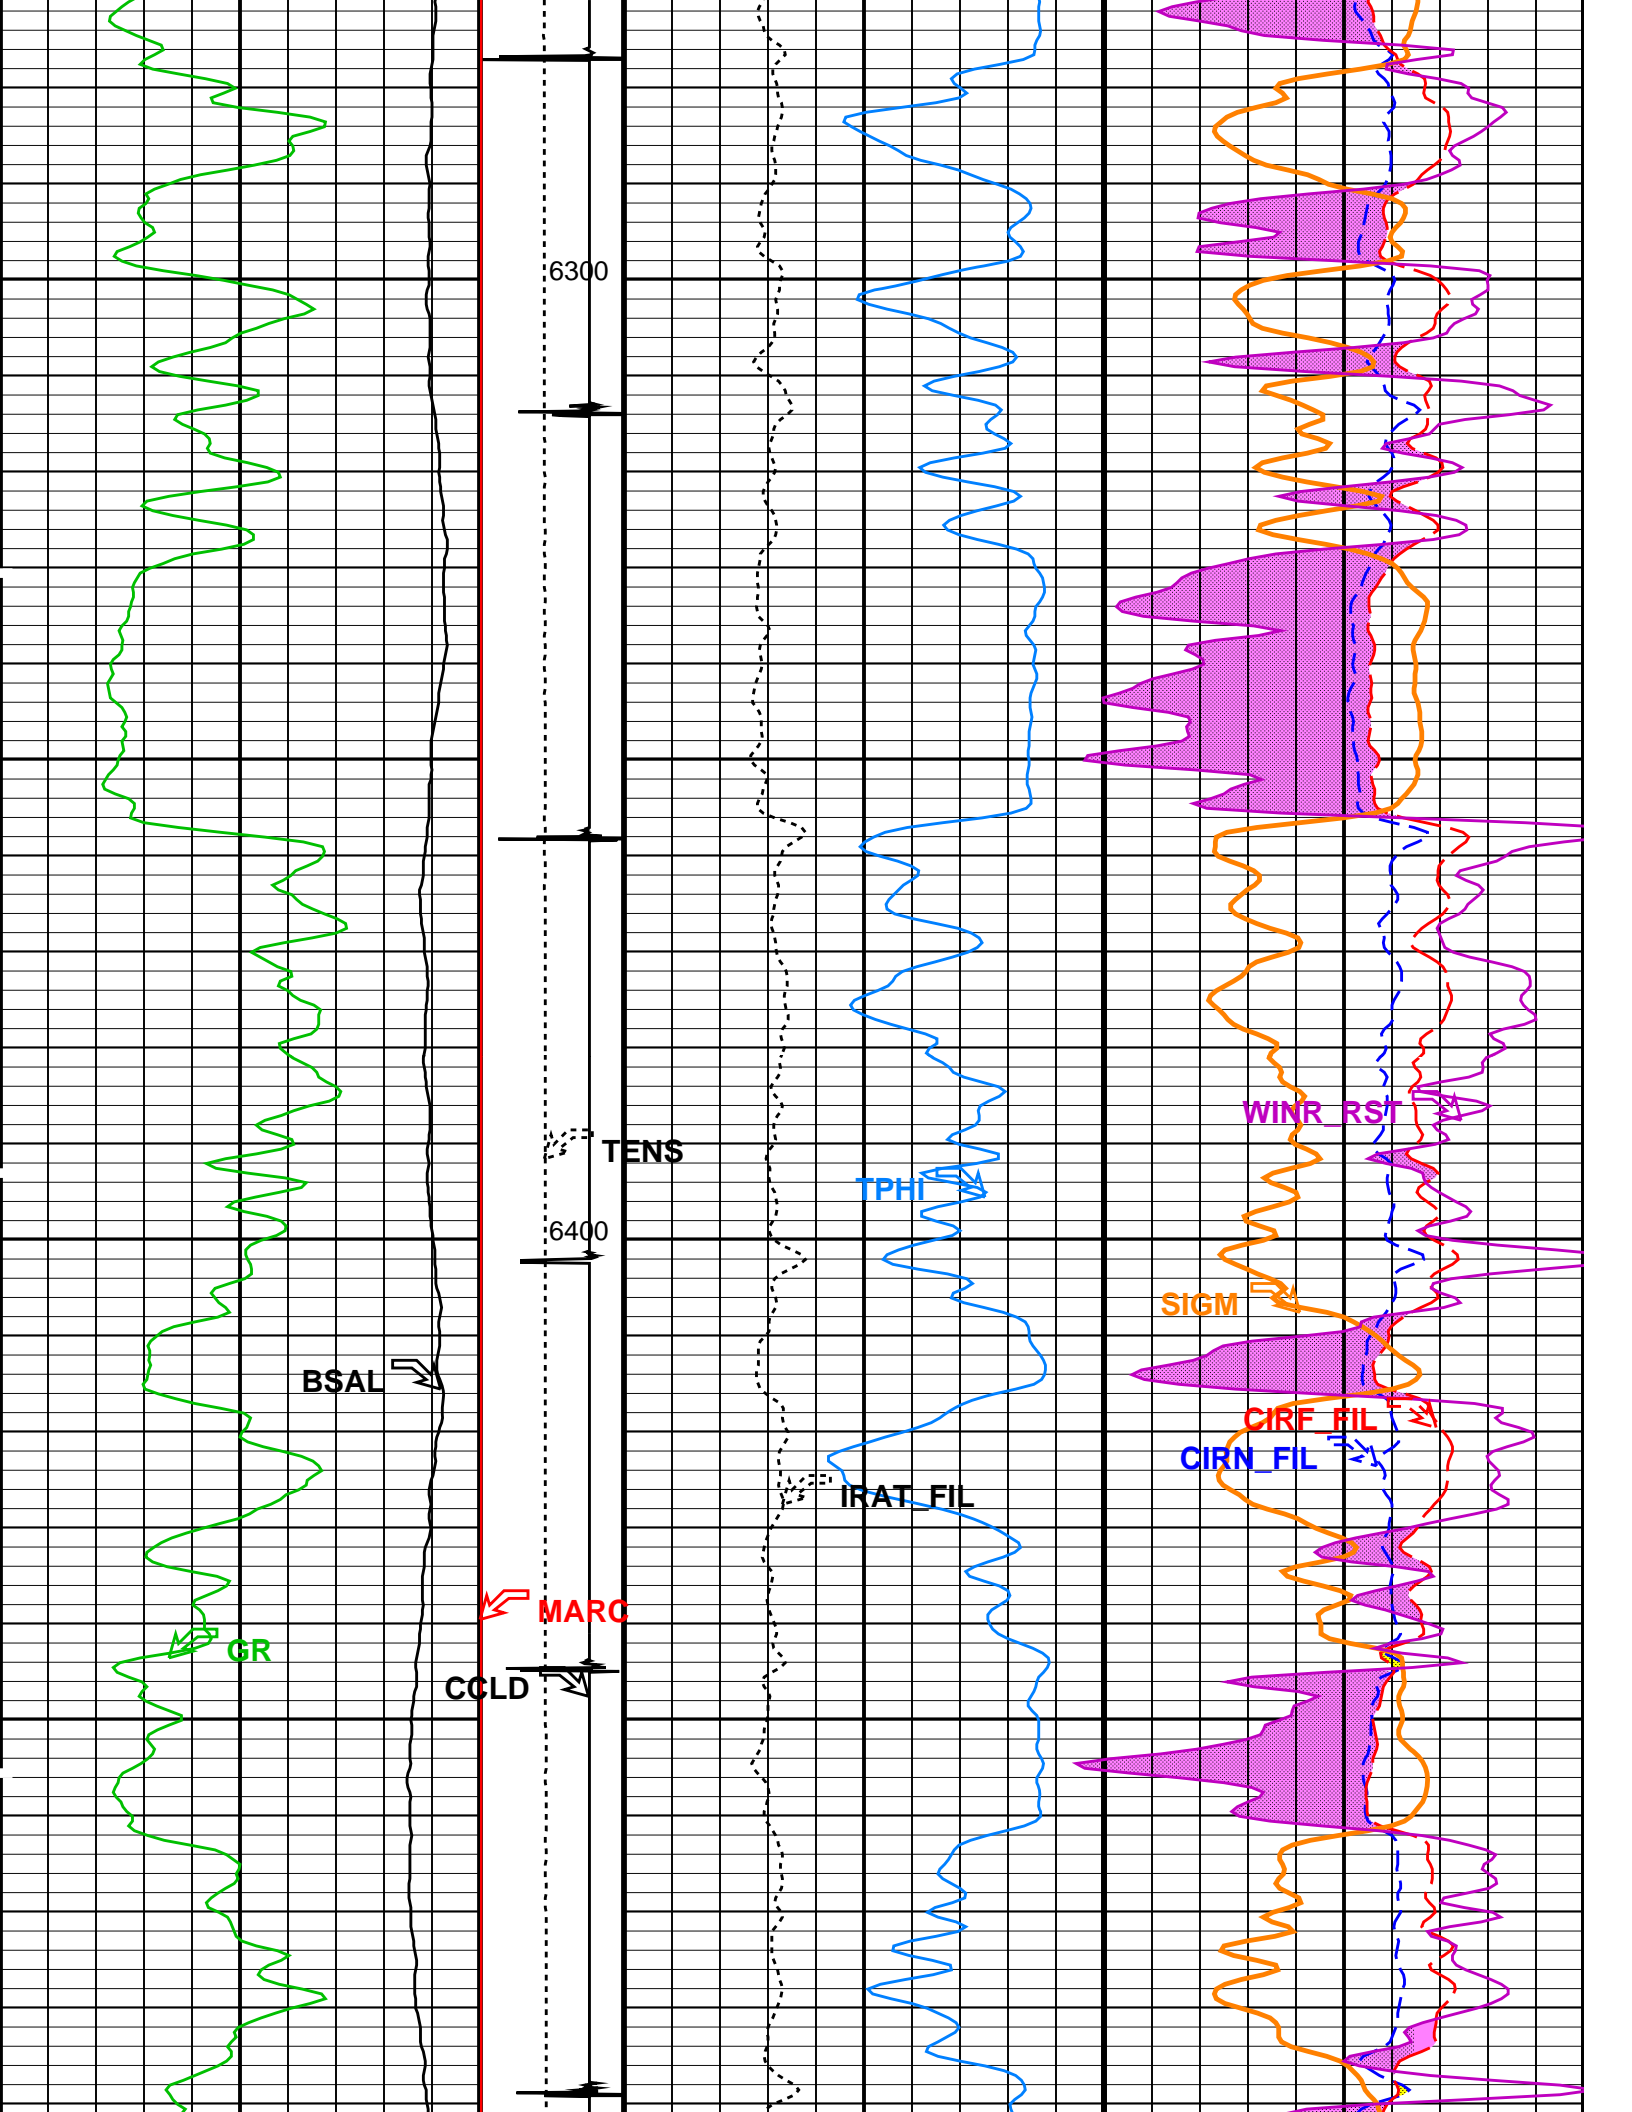 6300
WINR_RST
TENS
TPHI
6400
SIGM
BSAL
CIRF_FIL
CIRN_FIL
IRAT_FIL
MARC
GR
CCLD